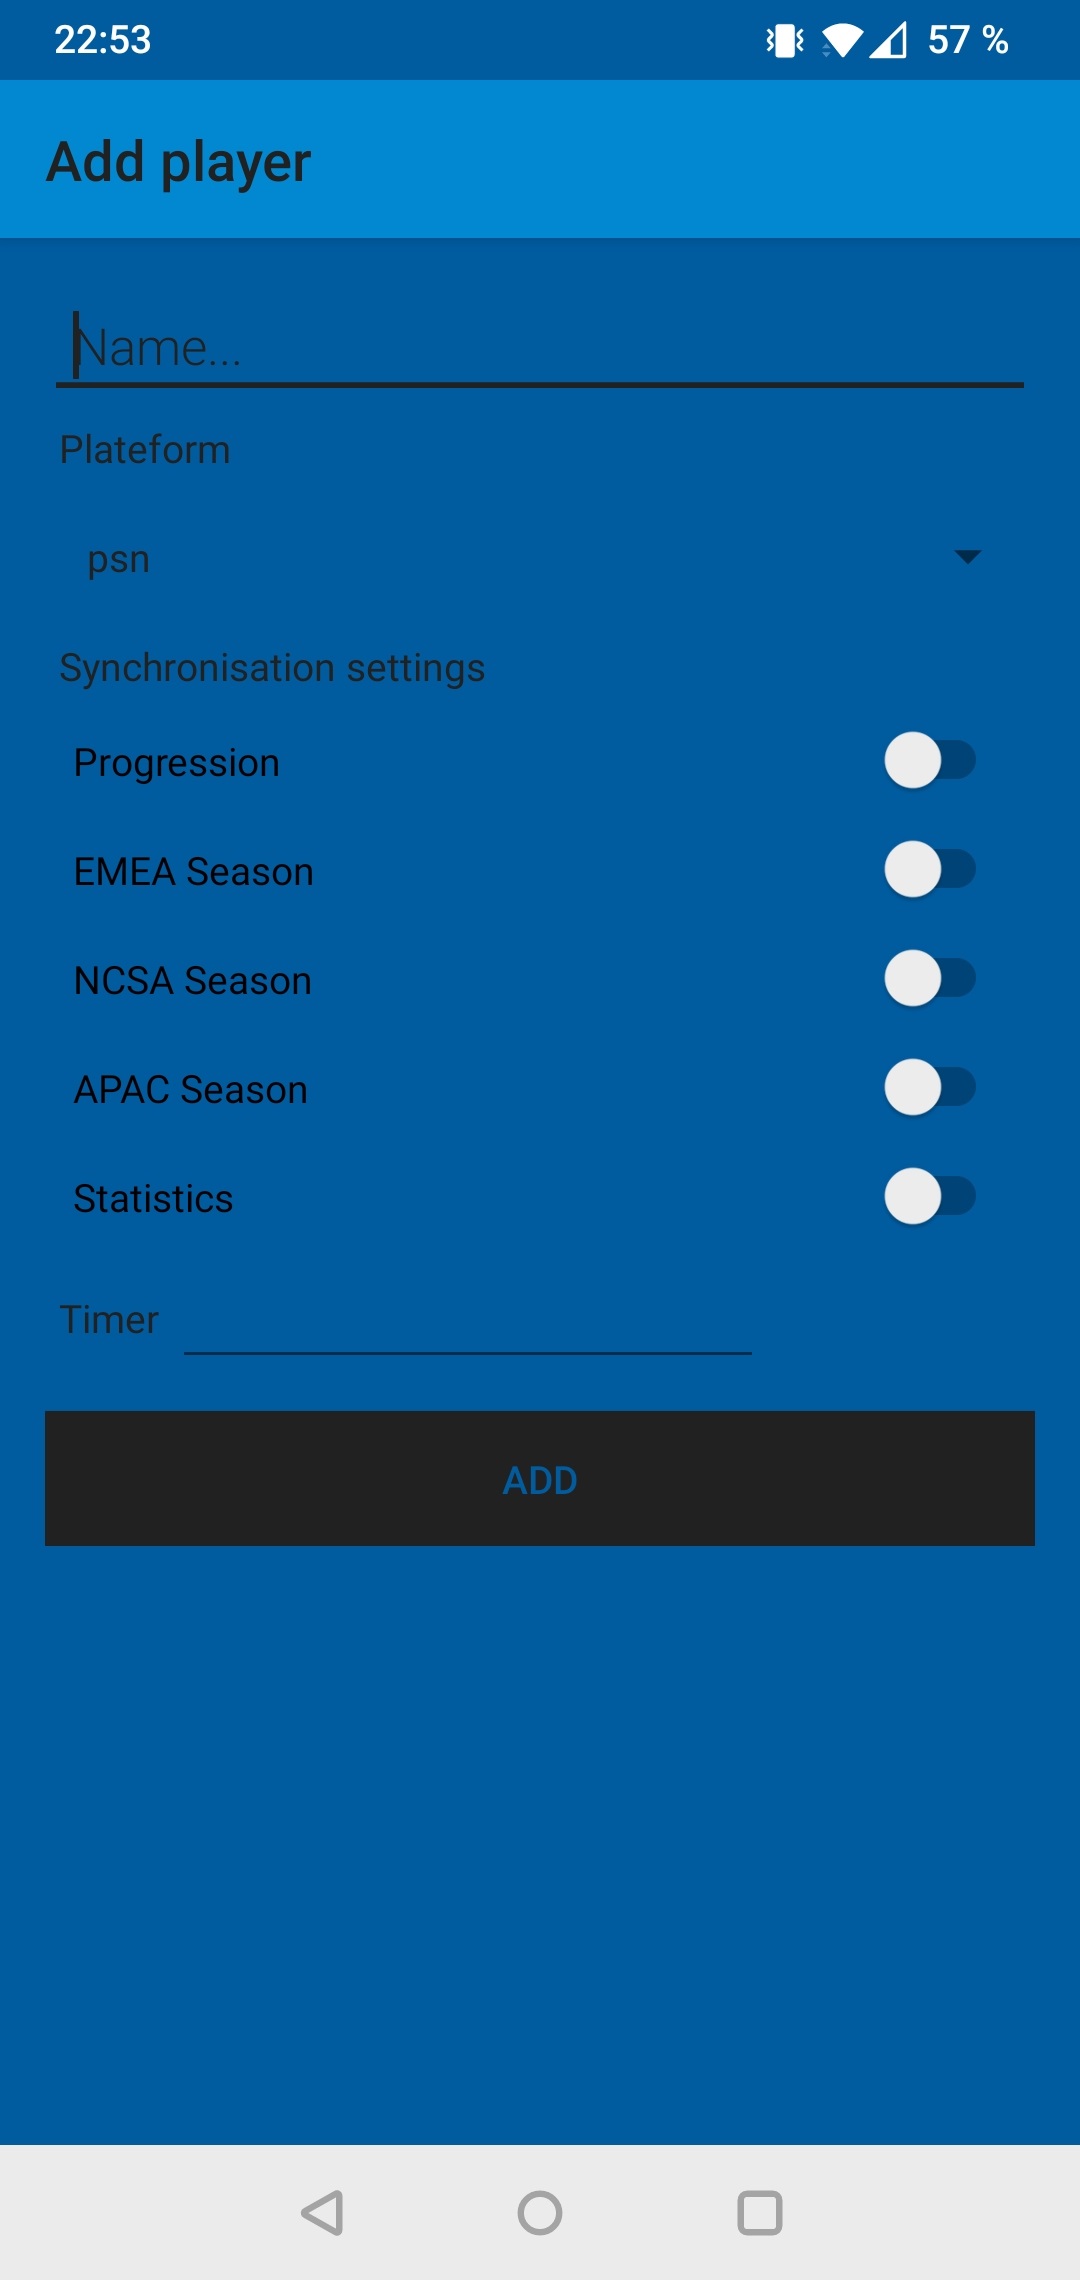 22:53 57 %
Add player
Name...
Plateform
psn
Synchronisation settings
Progression
EMEA Season
NCSA Season
APAC Season
Statistics
Timer
ADD